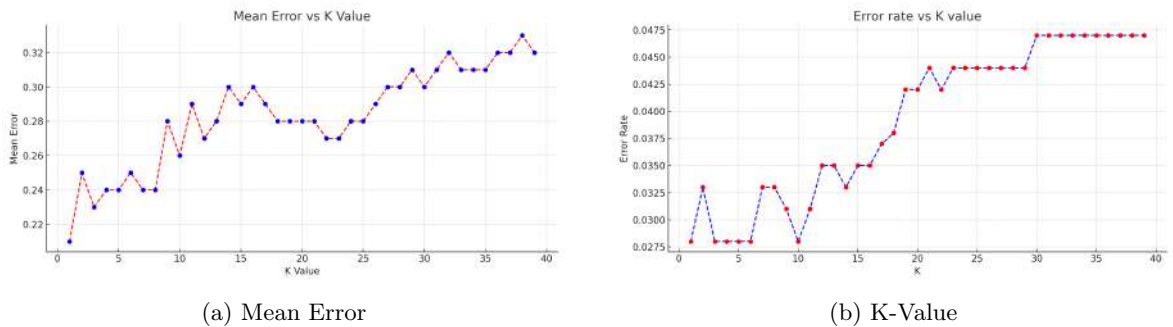 Mean Error vs K Value
Mean Error
0.32
0.30
0.28
0.26
0.24
0.22
0 5 10 15 20 25 30 35 40
K Value
(a) Mean Error
Error rate vs K value
Error Rate
0.0475
0.0450
0.0425
0.0400
0.0375
0.0350
0.0325
0.0300
0.0275
0 5 10 15 20 25 30 35 40
K
(b) K-Value